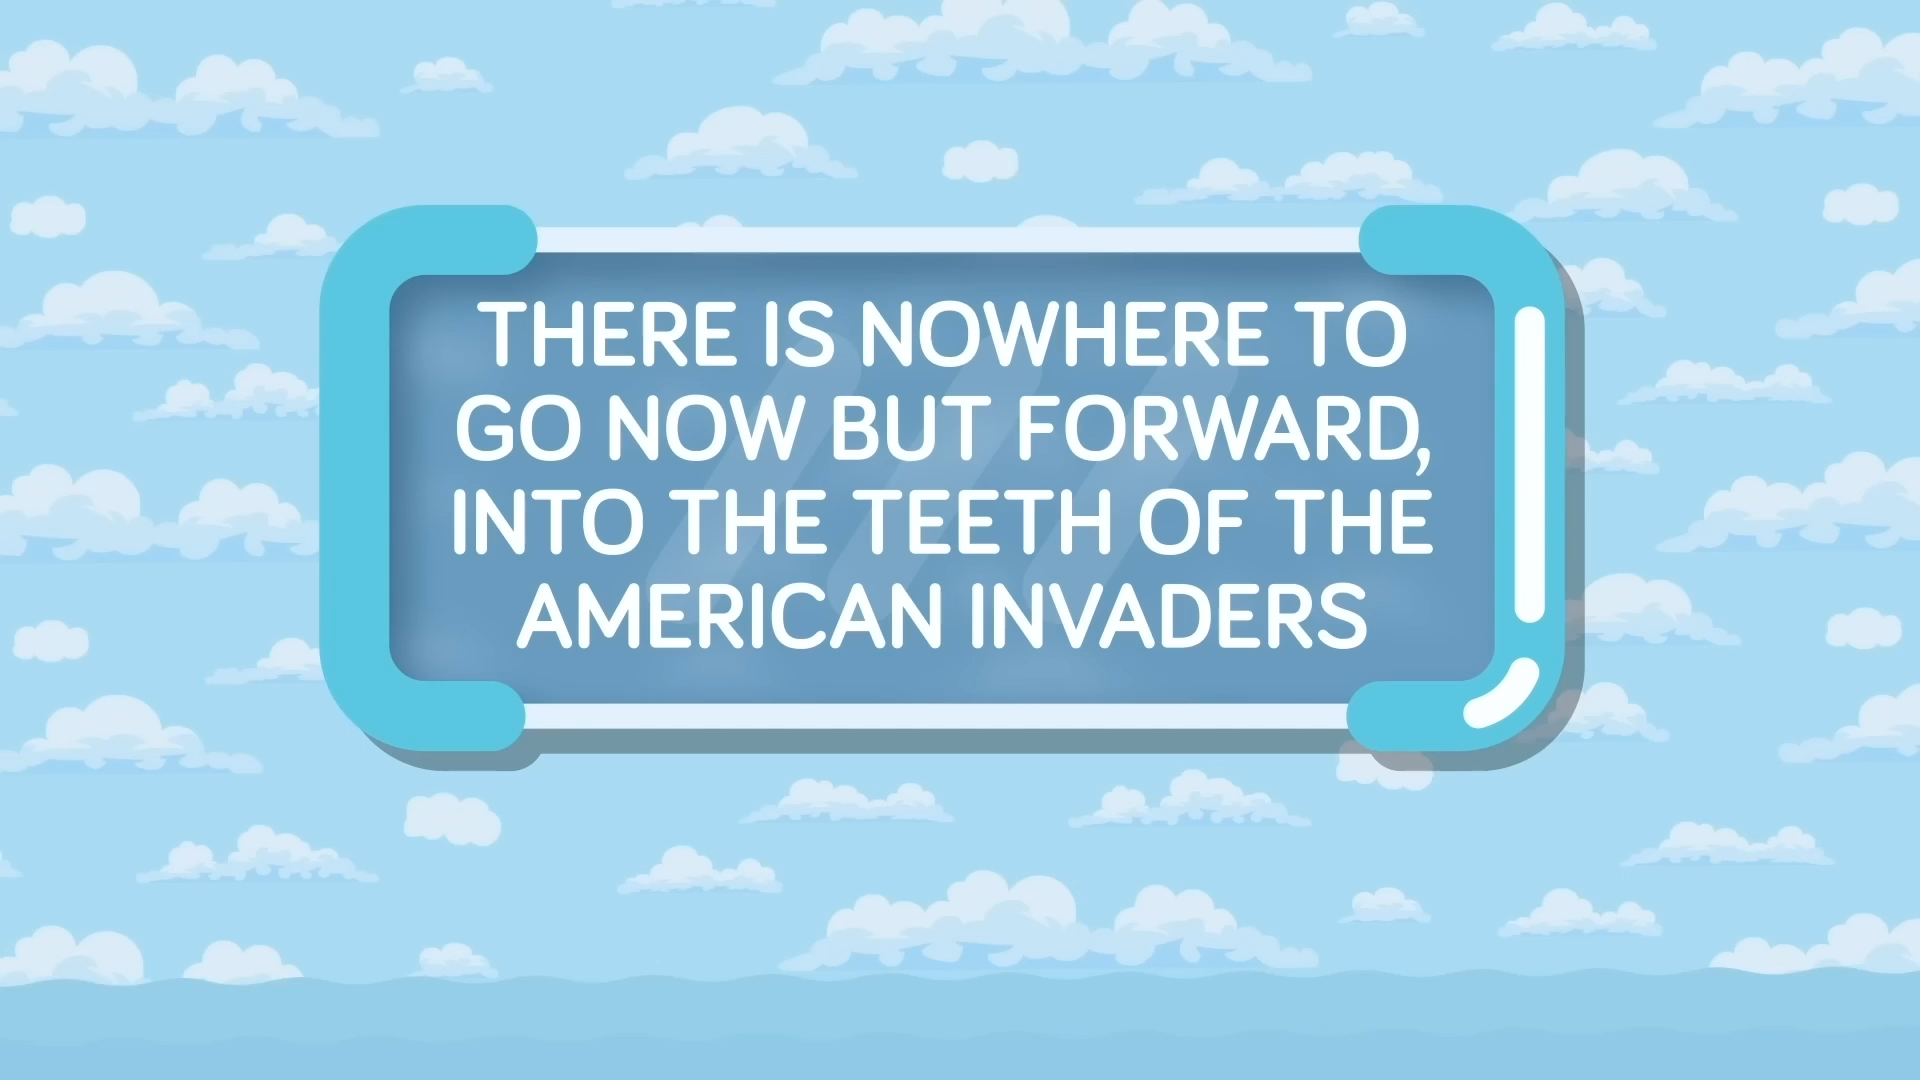 THERE IS NOWHERE TO
GO NOW BUT FORWARD,
INTO THE TEETH OF THE
AMERICAN INVADERS